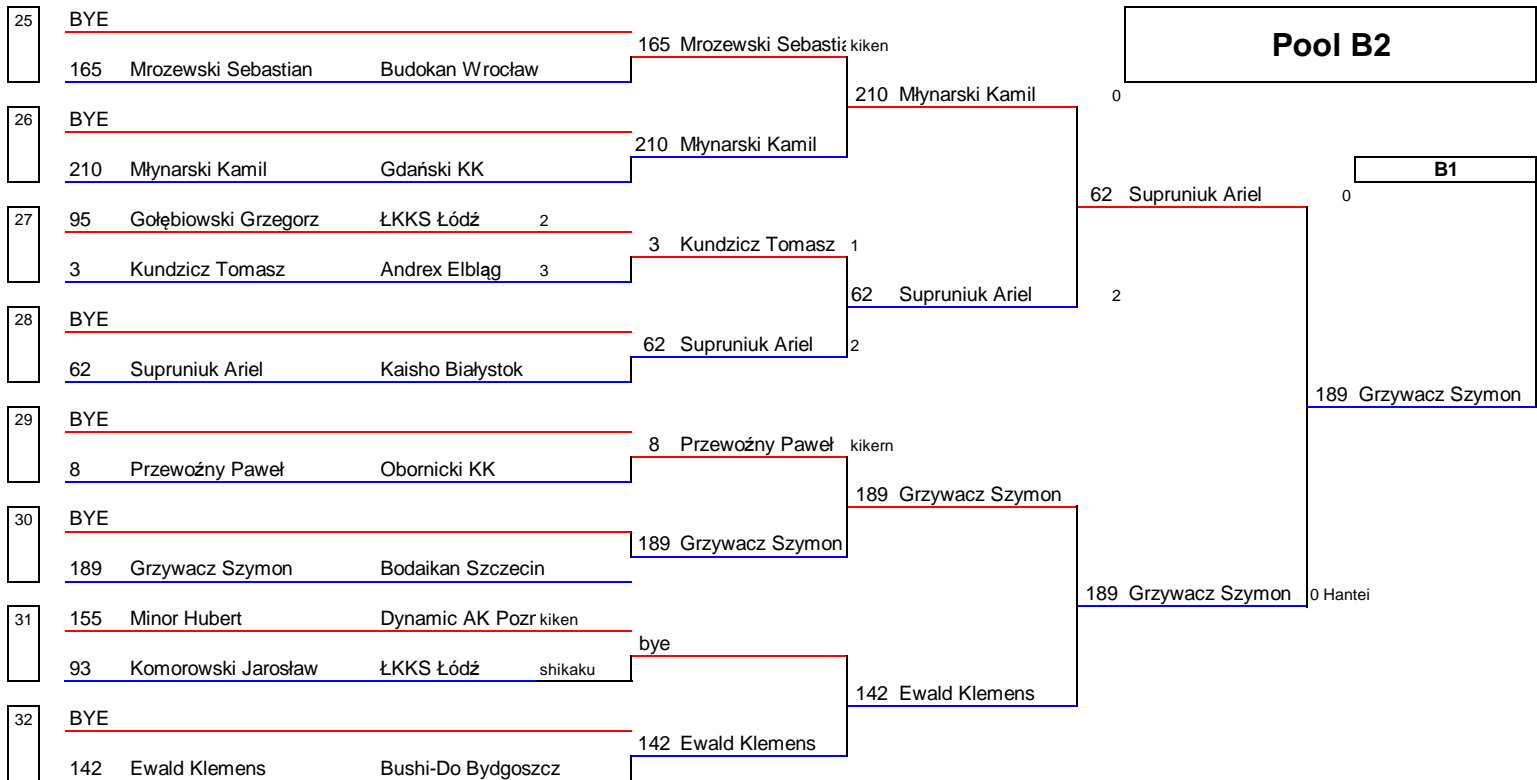 25 BYE
165 Mrozewski Sebastian Budokan Wrocław
165 Mrozewski Sebastia kiken
Pool B2
210 Młynarski Kamil 0
26 BYE
210 Młynarski Kamil
210 Młynarski Kamil Gdański KK
B1
62 Supruniuk Ariel 0
27 95 Gołębiowski Grzegorz ŁKKS Łódź 2
3 Kundzicz Tomasz 1
3 Kundzicz Tomasz Andrex Elbląg 3
62 Supruniuk Ariel 2
28 BYE
62 Supruniuk Ariel 2
62 Supruniuk Ariel Kaisho Białystok
189 Grzywacz Szymon
29 BYE
8 Przewoźny Paweł kikern
8 Przewoźny Paweł Obornicki KK
189 Grzywacz Szymon
30 BYE
189 Grzywacz Szymon
189 Grzywacz Szymon Bodaikan Szczecin
189 Grzywacz Szymon 0 Hantei
31 155 Minor Hubert Dynamic AK Pozr kiken
bye
93 Komorowski Jarosław ŁKKS Łódź shikaku
142 Ewald Klemens
32 BYE
142 Ewald Klemens
142 Ewald Klemens Bushi-Do Bydgoszcz